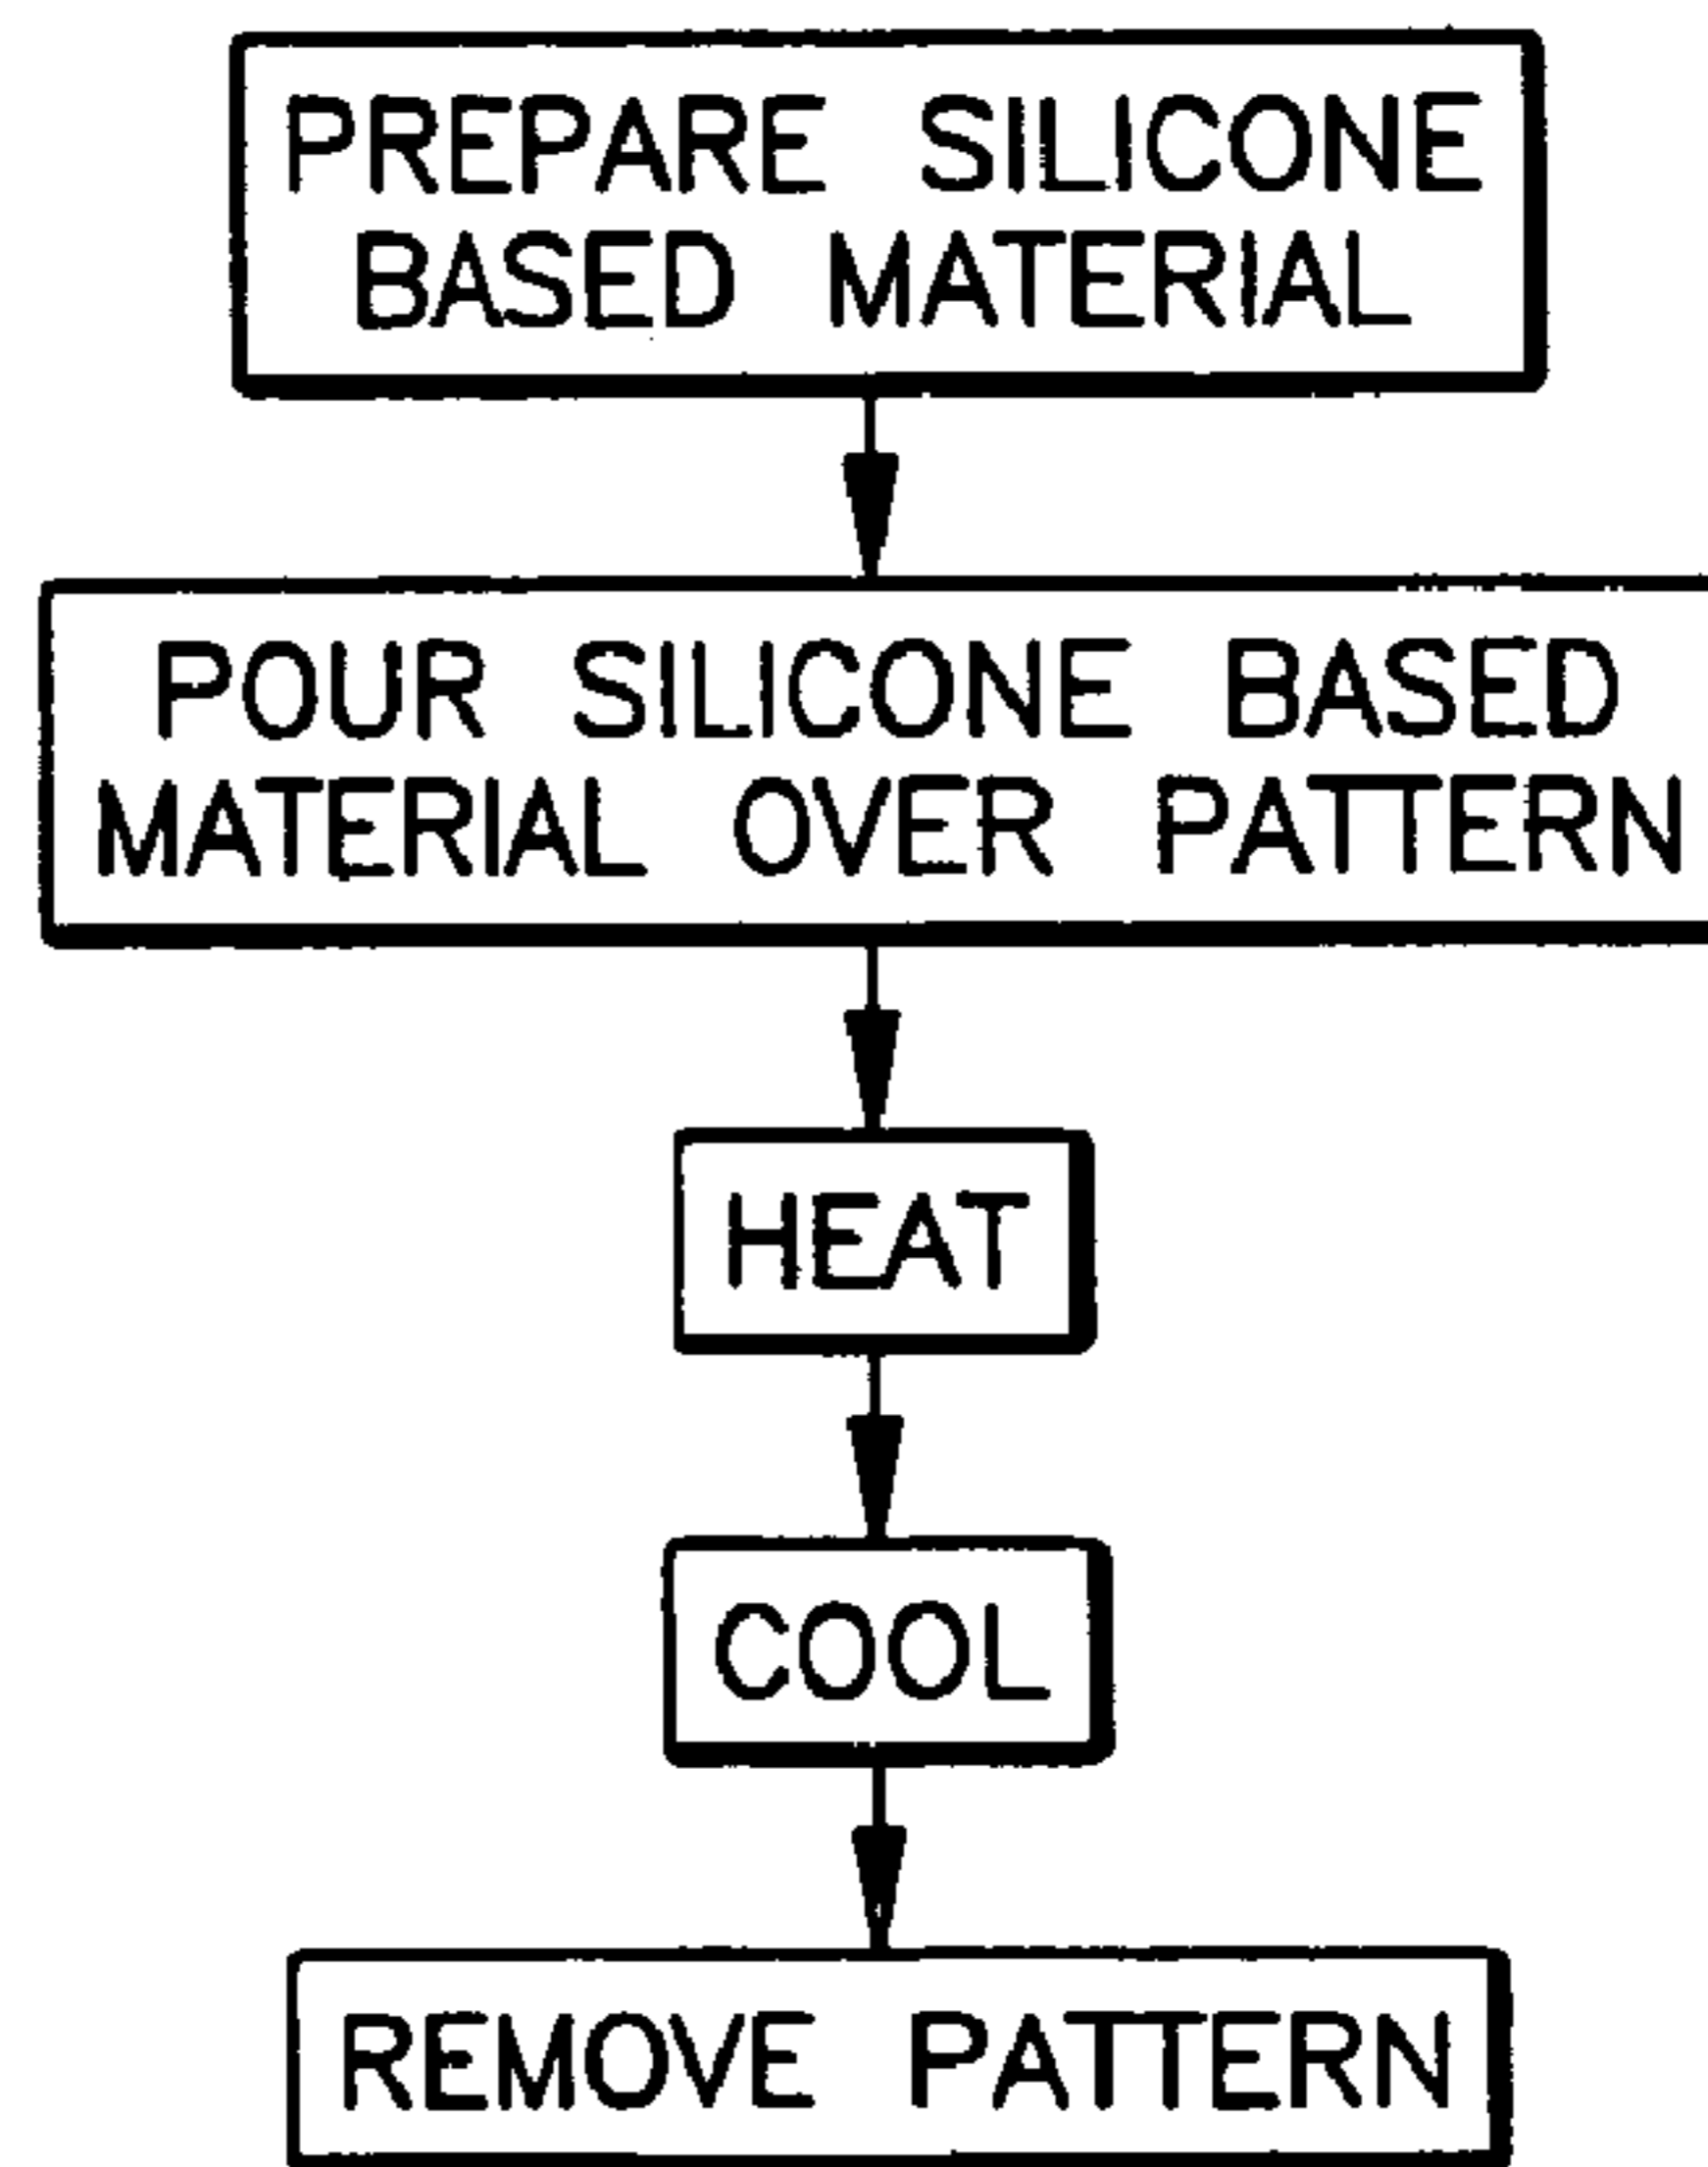 PREPARE SILICONE
BASED MATERIAL
POUR SILICONE BASED
MATERIAL OVER PATTERN
HEAT
COOL
REMOVE PATTERN